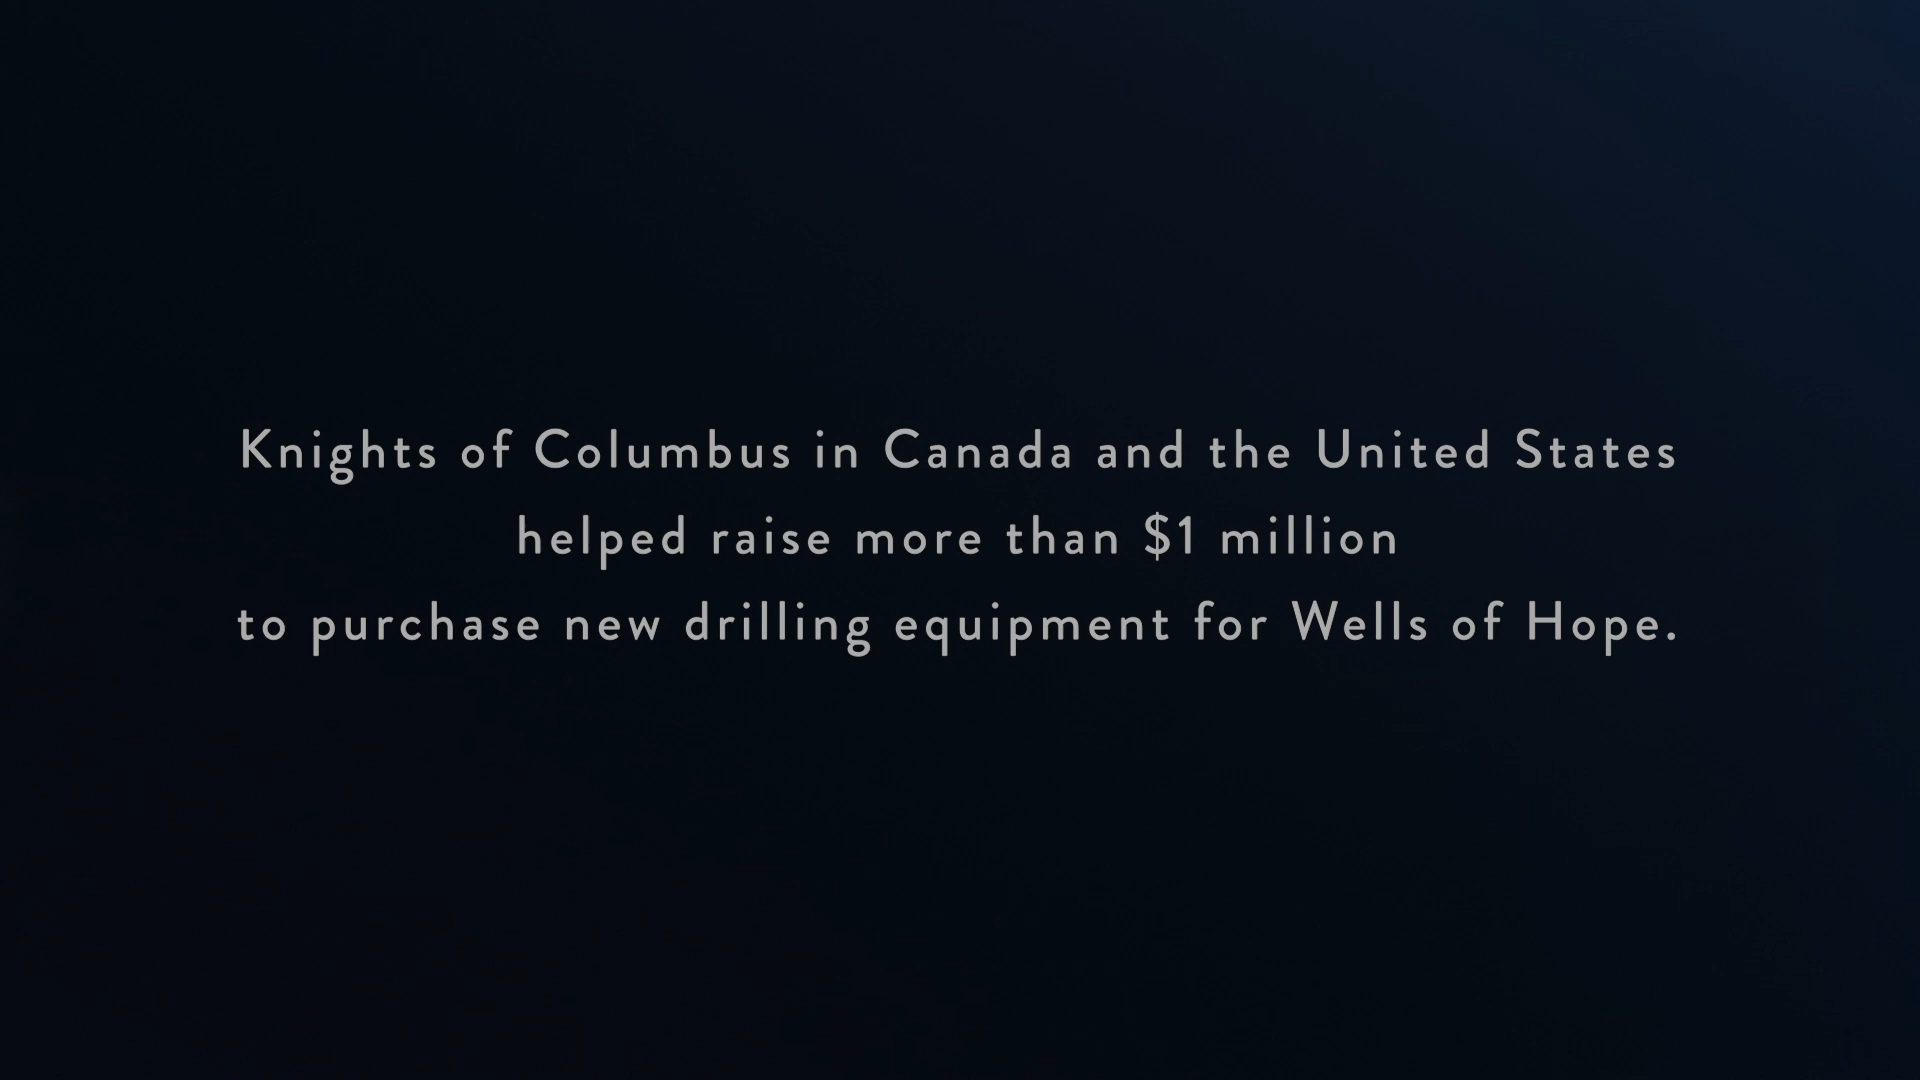 Knights of Columbus in Canada and the United States
helped raise more than $1 million
to purchase new drilling equipment for Wells of Hope.